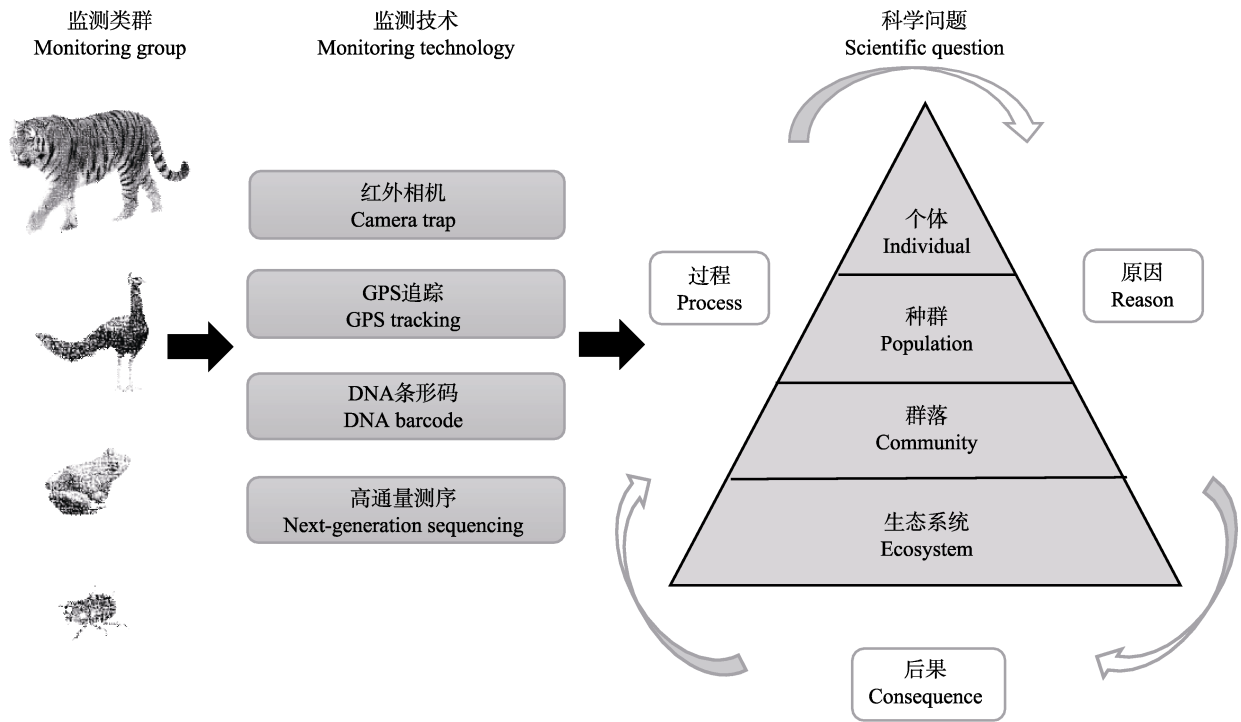 监测类群
Monitoring group
监测技术
Monitoring technology
科学问题
Scientific question
红外相机
Camera trap
GPS追踪
GPS tracking
DNA条形码
DNA barcode
高通量测序
Next-generation sequencing
过程
Process
个体
Individual
种群
Population
群落
Community
生态系统
Ecosystem
原因
Reason
后果
Consequence